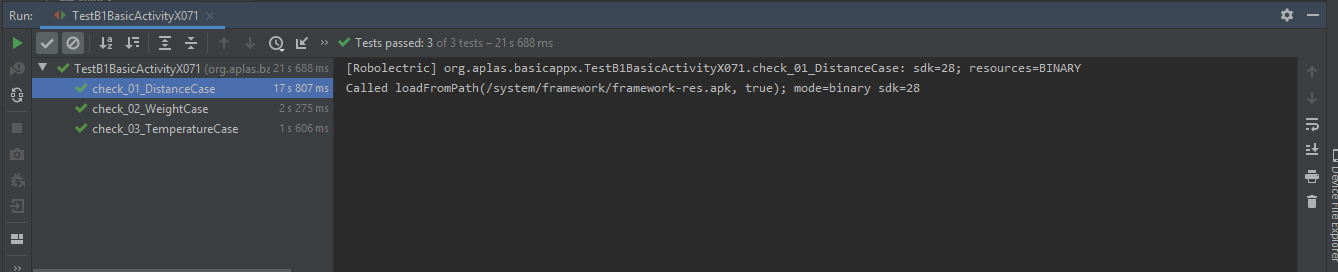 Run: TestB1BasicActivityX071 ×
» Tests passed: 3 of 3 tests – 21 s 688 ms
TestB1BasicActivityX071 (org.aplas.ba 21 s 688 ms
check_01_DistanceCase 17 s 807 ms
check_02_WeightCase 2 s 275 ms
check_03_TemperatureCase 1 s 606 ms
[Robolectric] org.aplas.basicappx.TestB1BasicActivityX071.check_01_DistanceCase: sdk=28; resources=BINARY
Called loadFromPath(/system/framework/framework-res.apk, true); mode=binary sdk=28
»
Device File Explorer